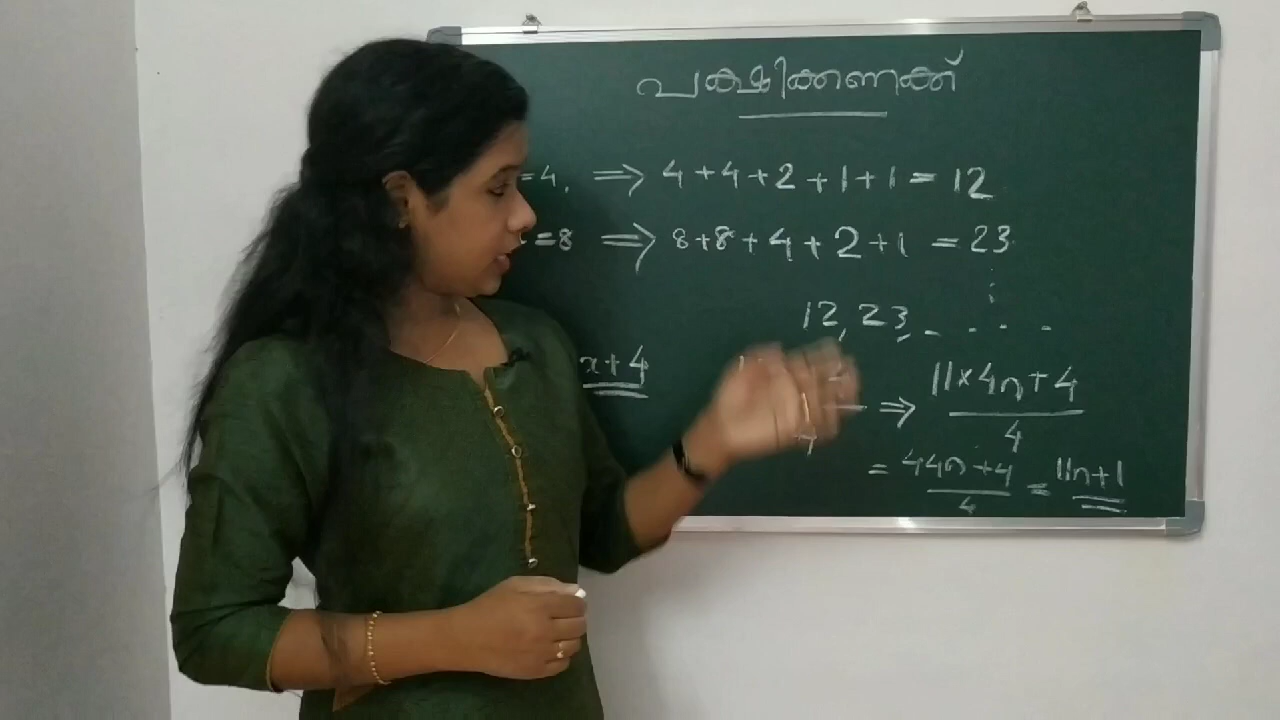 പക്ഷിക്കണക്ക്
=4, ⇒ 4+4+2+1+1 = 12
=8 ⇒ 8+8+4+2+1 = 23
12, 23, - - - -
x+4
⇒ (11×4n+4)/4
= (44n+4)/4 = 11n+1